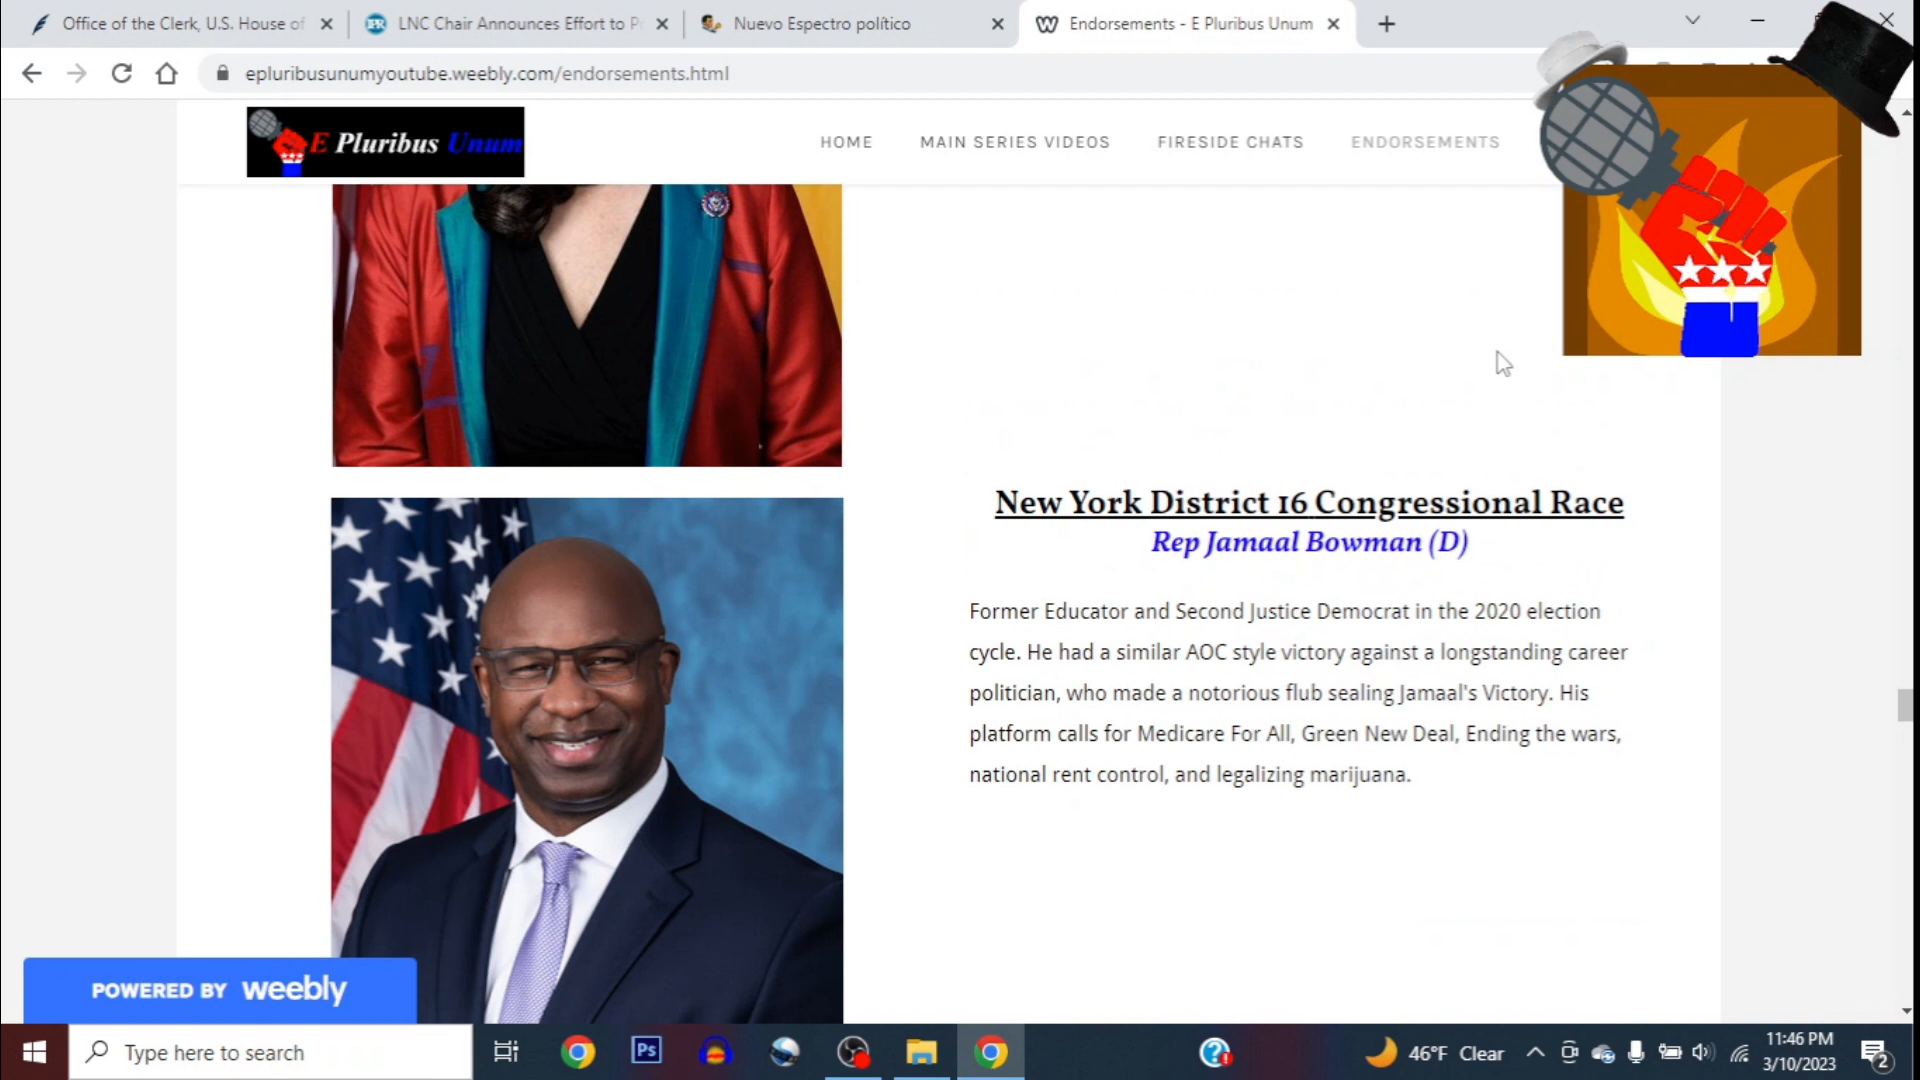 Office of the Clerk, U.S. House of
LNC Chair Announces Effort to P
Nuevo Espectro político
Endorsements - E Pluribus Unum
epluribusunumyoutube.weebly.com/endorsements.html
E Pluribus Unum
HOME
MAIN SERIES VIDEOS
FIRESIDE CHATS
ENDORSEMENTS
New York District 16 Congressional Race
Rep Jamaal Bowman (D)
Former Educator and Second Justice Democrat in the 2020 election
cycle. He had a similar AOC style victory against a longstanding career
politician, who made a notorious flub sealing Jamaal's Victory. His
platform calls for Medicare For All, Green New Deal, Ending the wars,
national rent control, and legalizing marijuana.
POWERED BY weebly
Type here to search
Ps
46°F Clear
11:46 PM
3/10/2023
2